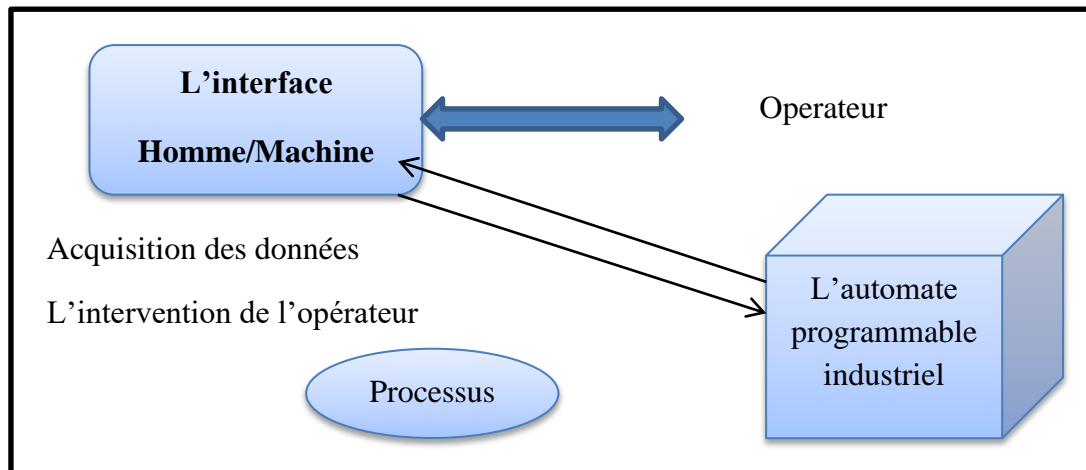 L’interface
Homme/Machine
Operateur
Acquisition des données
L’intervention de l’opérateur
L’automate
programmable
industriel
Processus